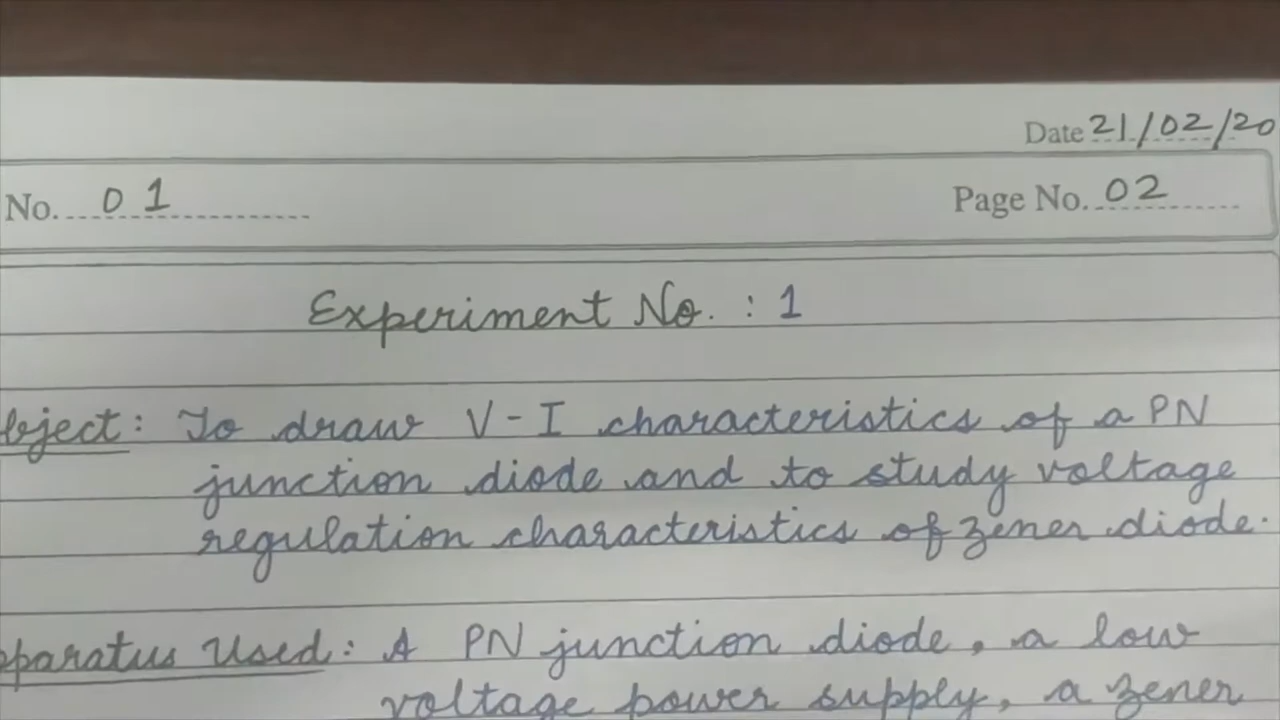 Date 21/02/20
No. 01
Page No. 02
Experiment No. : 1
bject: To draw V-I characteristics of a PN
junction diode and to study voltage
regulation characteristics of zener diode.
pparatus Used: A PN junction diode, a low
voltage power supply, a zener